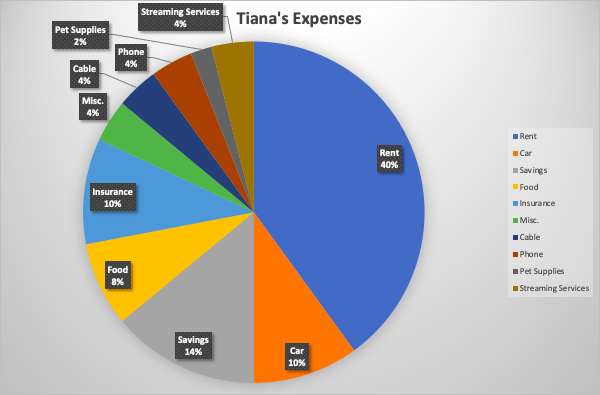 Tiana's Expenses
Streaming Services
4%
Pet Supplies
2%
Phone
4%
Cable
4%
Misc.
4%
Insurance
10%
Food
8%
Savings
14%
Car
10%
Rent
40%
Rent
Car
Savings
Food
Insurance
Misc.
Cable
Phone
Pet Supplies
Streaming Services